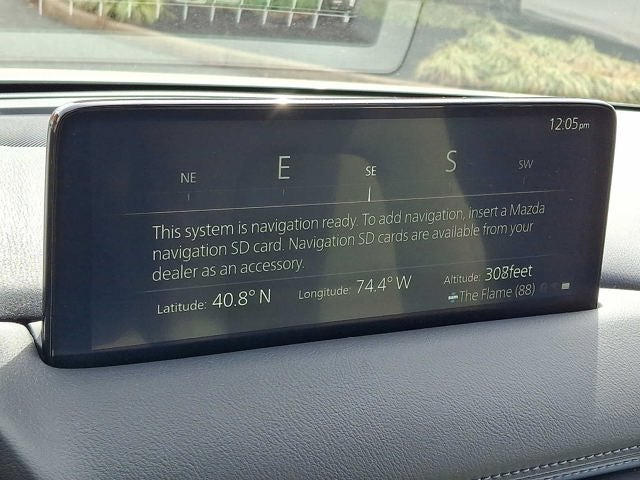 12:05pm
NE E SE S SW
This system is navigation ready. To add navigation, insert a Mazda
navigation SD card. Navigation SD cards are available from your
dealer as an accessory.
Latitude: 40.8° N Longitude: 74.4° W Altitude: 308feet
The Flame (88)